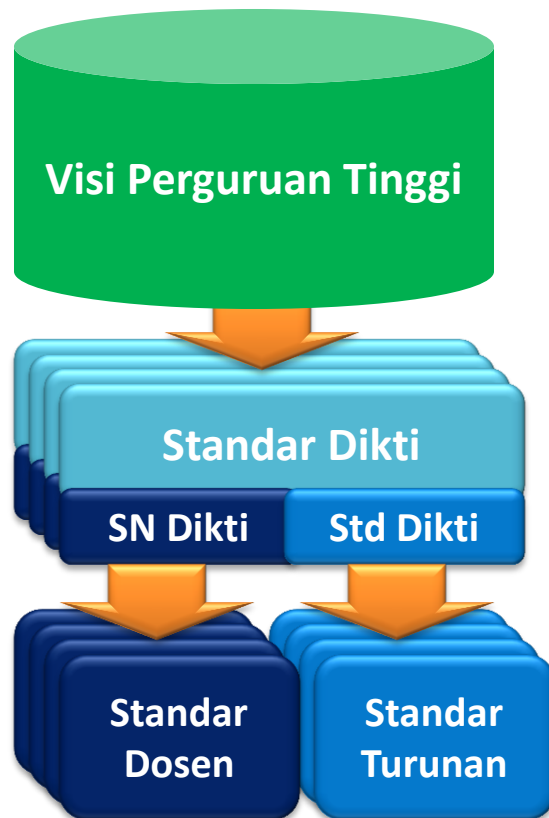 Visi Perguruan Tinggi
Standar Dikti
SN Dikti
Std Dikti
Standar
Dosen
Standar
Turunan